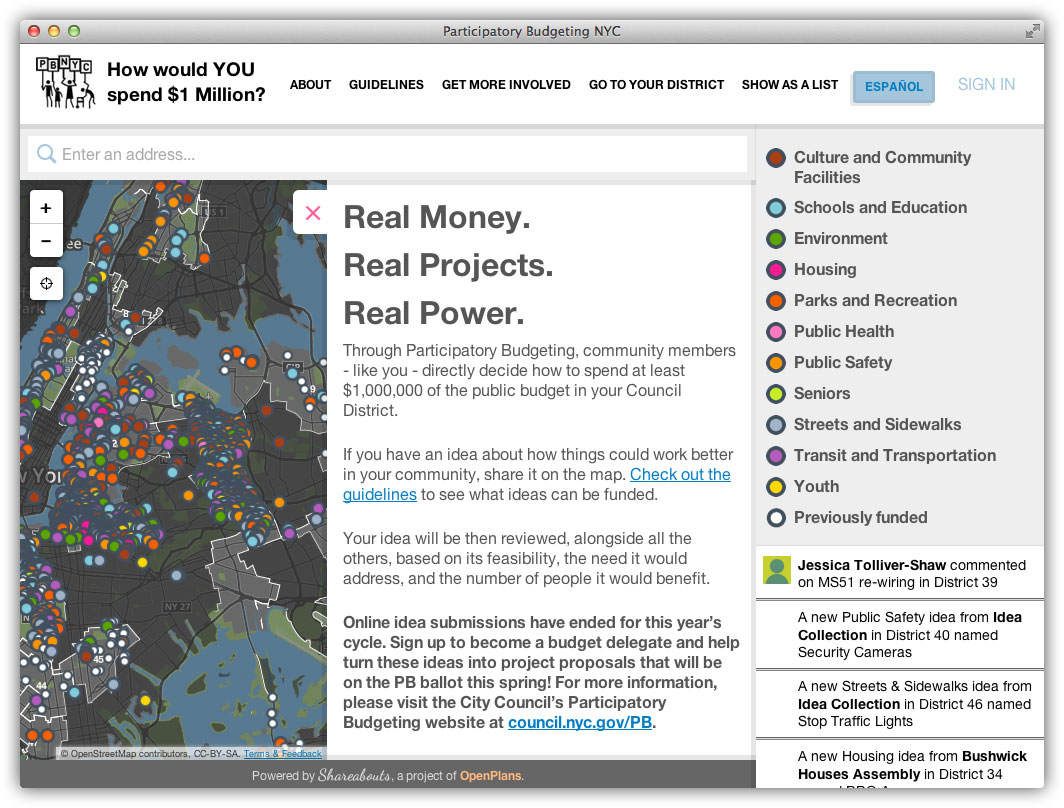 Participatory Budgeting NYC
PBNYC
How would YOU
spend $1 Million?
ABOUT
GUIDELINES
GET MORE INVOLVED
GO TO YOUR DISTRICT
SHOW AS A LIST
ESPAÑOL
SIGN IN
Enter an address...
+
−
Real Money.
Real Projects.
Real Power.
Through Participatory Budgeting, community members
- like you - directly decide how to spend at least
$1,000,000 of the public budget in your Council
District.
If you have an idea about how things could work better
in your community, share it on the map. Check out the
guidelines to see what ideas can be funded.
Your idea will be then reviewed, alongside all the
others, based on its feasibility, the need it would
address, and the number of people it would benefit.
Online idea submissions have ended for this year's
cycle. Sign up to become a budget delegate and help
turn these ideas into project proposals that will be
on the PB ballot this spring! For more information,
please visit the City Council's Participatory
Budgeting website at council.nyc.gov/PB.
NY 27
45
44
© OpenStreetMap contributors, CC-BY-SA. Terms & Feedback
Culture and Community
Facilities
Schools and Education
Environment
Housing
Parks and Recreation
Public Health
Public Safety
Seniors
Streets and Sidewalks
Transit and Transportation
Youth
Previously funded
Jessica Tolliver-Shaw commented
on MS51 re-wiring in District 39
A new Public Safety idea from Idea
Collection in District 40 named
Security Cameras
A new Streets & Sidewalks idea from
Idea Collection in District 46 named
Stop Traffic Lights
A new Housing idea from Bushwick
Houses Assembly in District 34
Powered by Shareabouts, a project of OpenPlans.